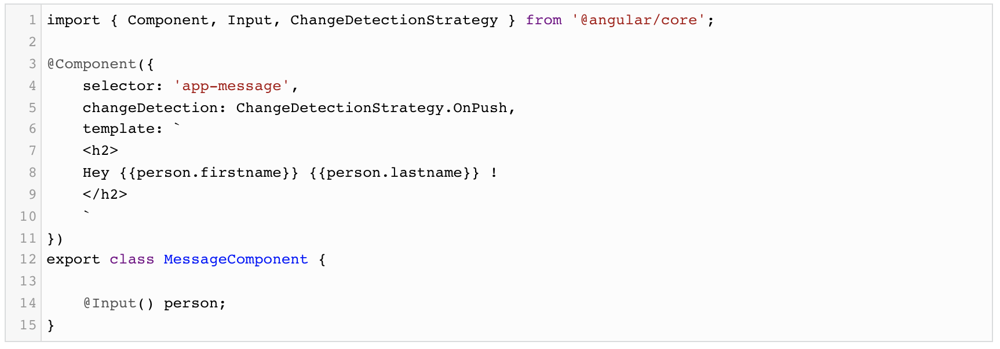 1 import { Component, Input, ChangeDetectionStrategy } from '@angular/core';
2
3 @Component({
4     selector: 'app-message',
5     changeDetection: ChangeDetectionStrategy.OnPush,
6     template: `
7     <h2>
8     Hey {{person.firstname}} {{person.lastname}} !
9     </h2>
10     `
11 })
12 export class MessageComponent {
13
14     @Input() person;
15 }